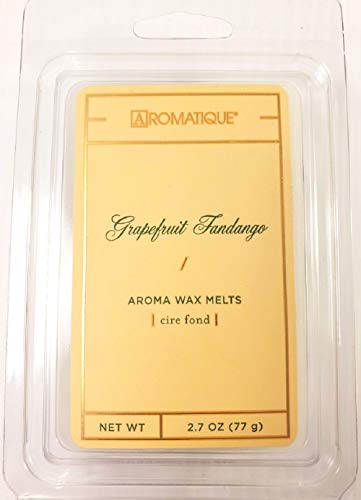 AROMATIQUE®
Grapefruit Fandango
/
AROMA WAX MELTS
| cire fond |
NET WT 2.7 OZ (77 g)